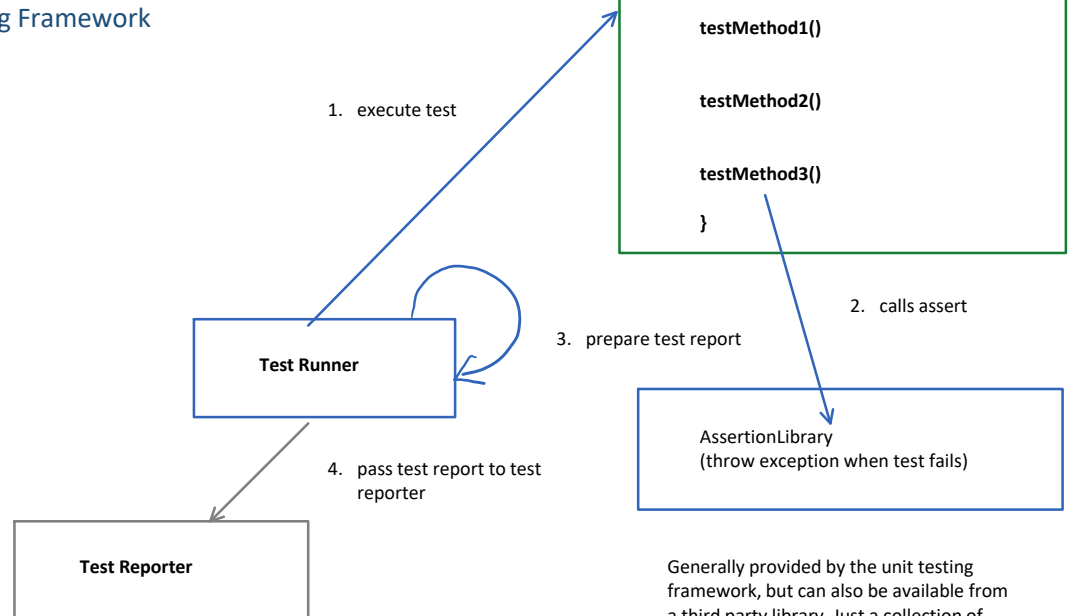 g Framework
testMethod1()
1. execute test
testMethod2()
testMethod3()
}
2. calls assert
3. prepare test report
Test Runner
AssertionLibrary
(throw exception when test fails)
4. pass test report to test
reporter
Test Reporter
Generally provided by the unit testing
framework, but can also be available from
a third party library. Just a collection of